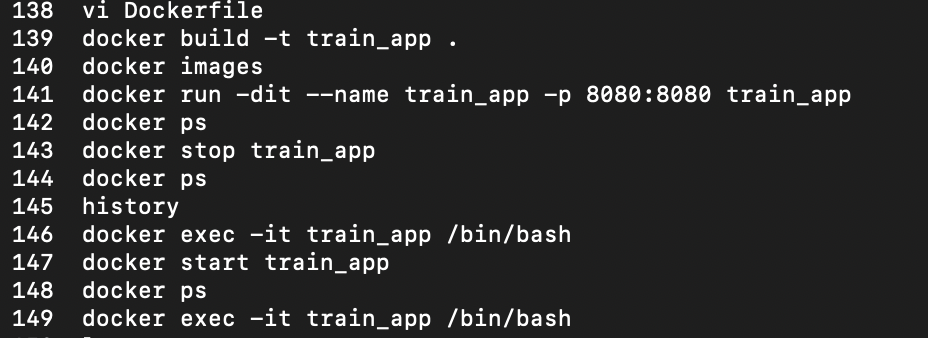 138 vi Dockerfile
139 docker build -t train_app .
140 docker images
141 docker run -dit --name train_app -p 8080:8080 train_app
142 docker ps
143 docker stop train_app
144 docker ps
145 history
146 docker exec -it train_app /bin/bash
147 docker start train_app
148 docker ps
149 docker exec -it train_app /bin/bash